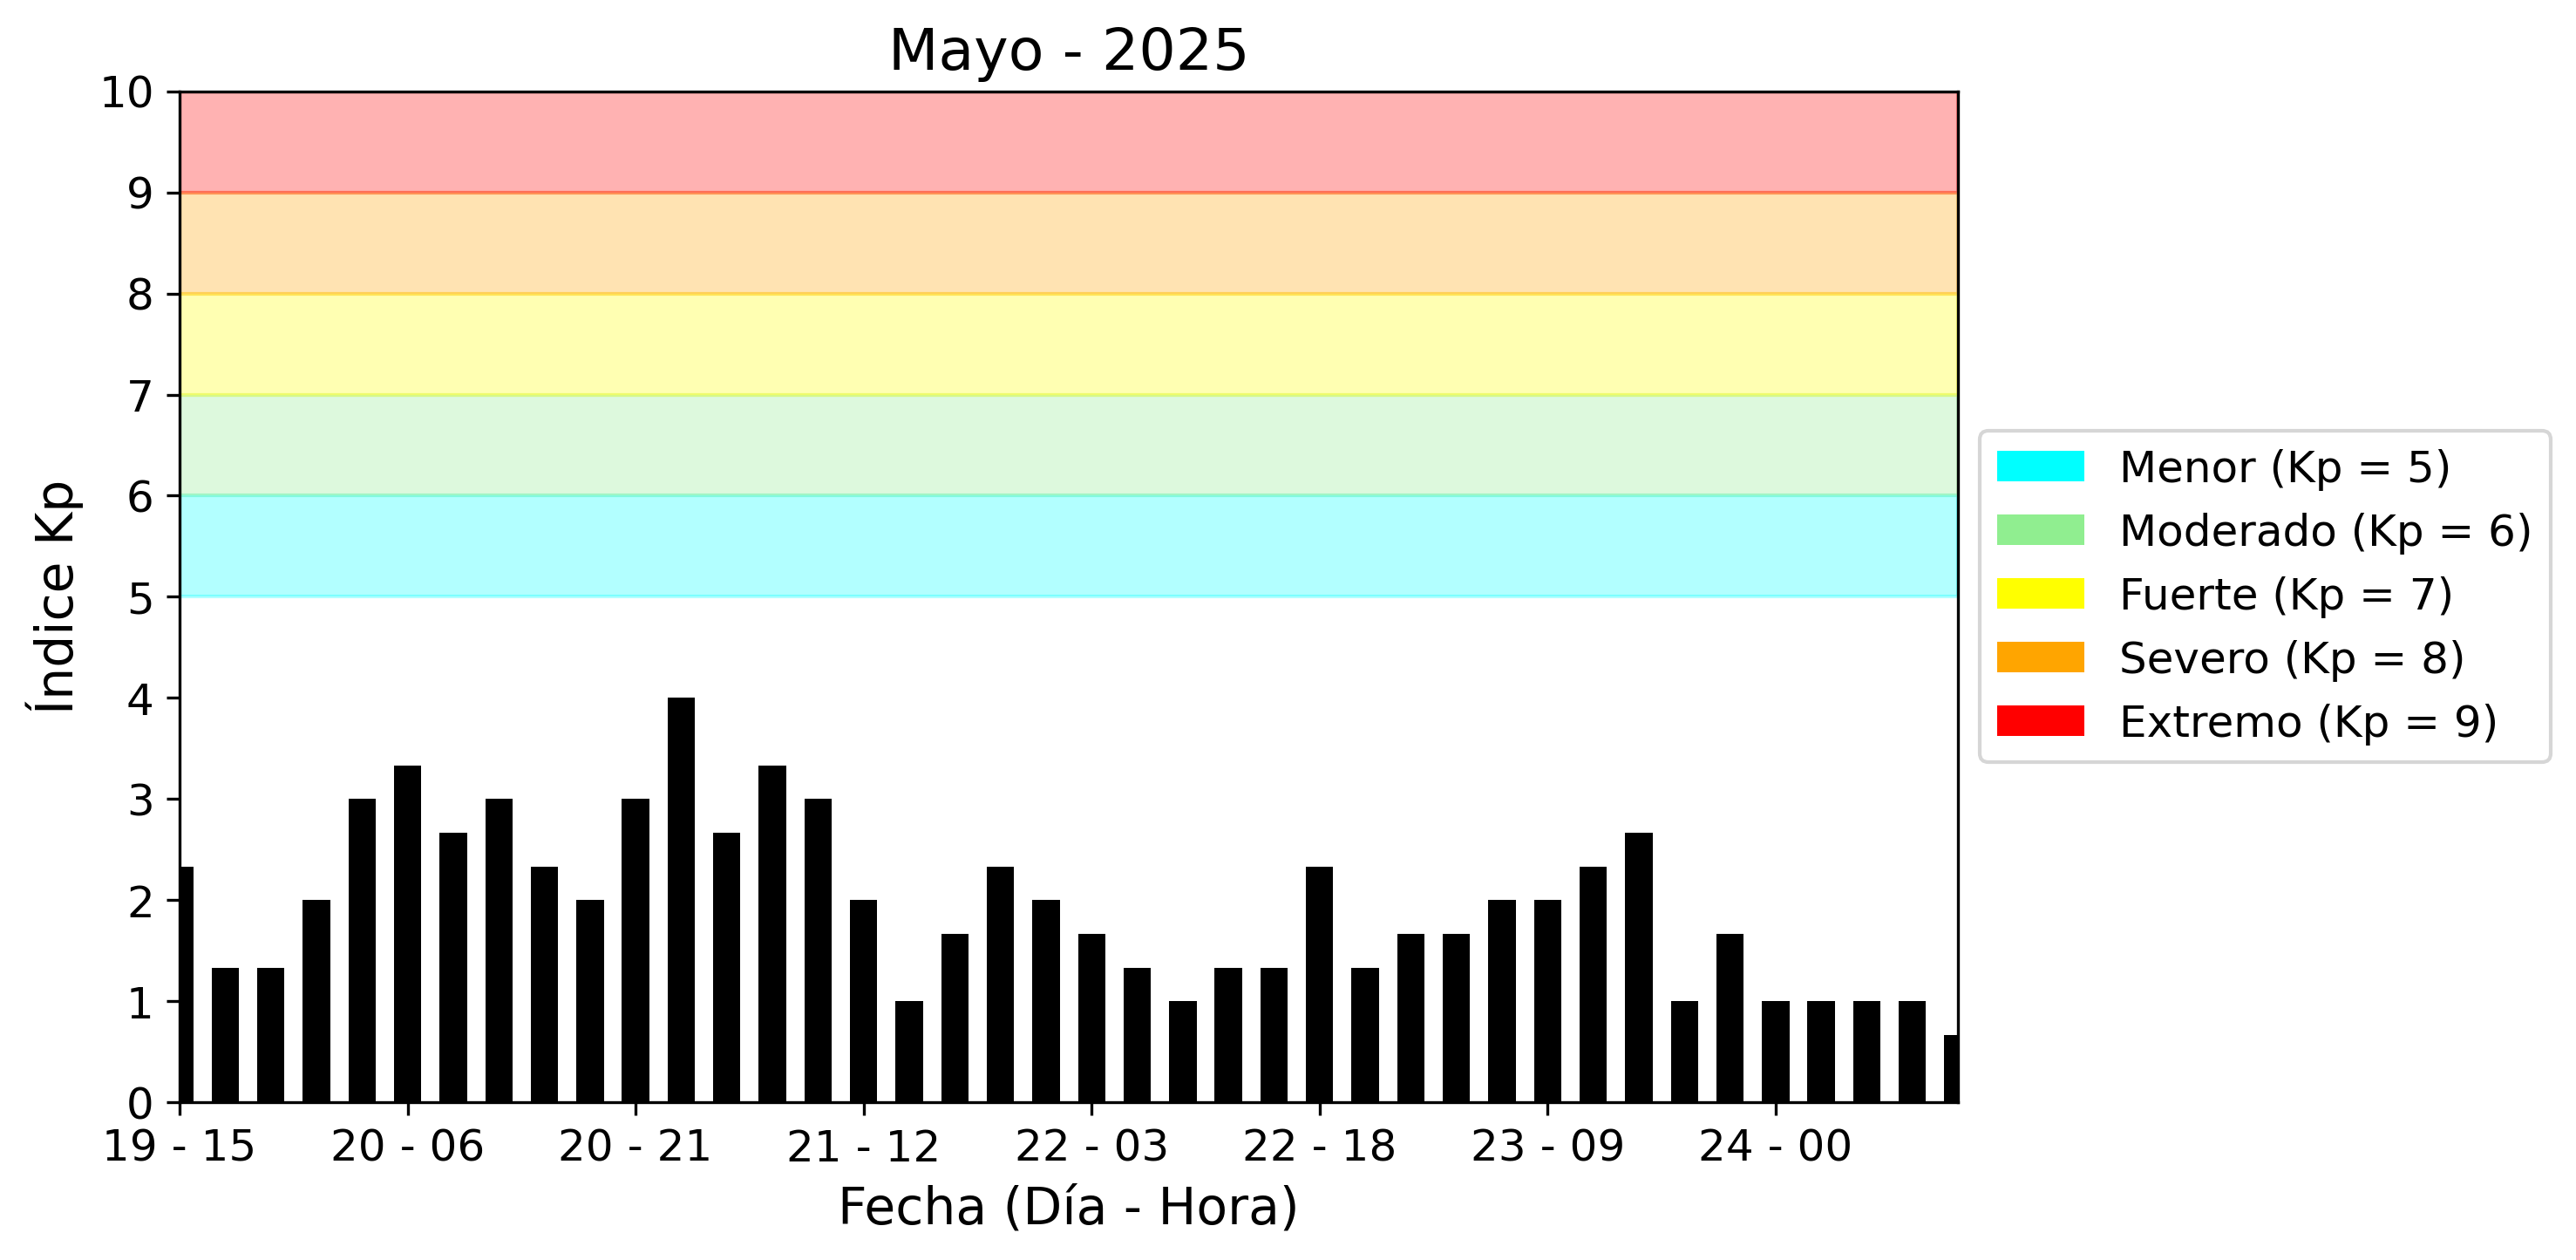 Mayo - 2025
10
9
8
7
6
5
4
3
2
1
0
Índice Kp
19 - 15
20 - 06
20 - 21
21 - 12
22 - 03
22 - 18
23 - 09
24 - 00
Fecha (Día - Hora)
Menor (Kp = 5)
Moderado (Kp = 6)
Fuerte (Kp = 7)
Severo (Kp = 8)
Extremo (Kp = 9)